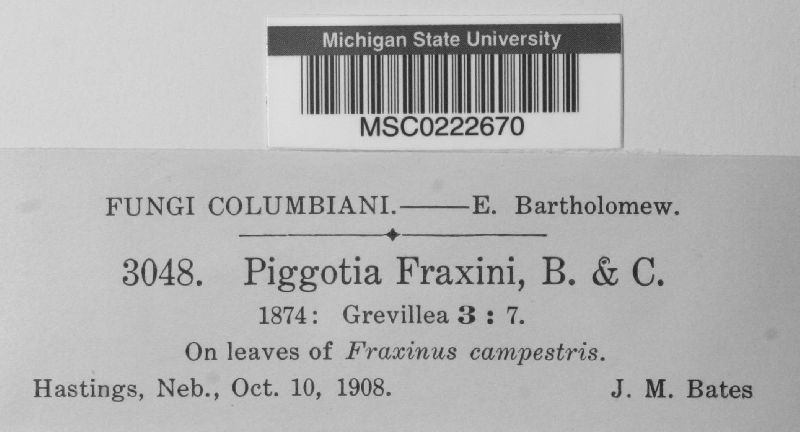 Michigan State University
MSC0222670
FUNGI COLUMBIANI.——E. Bartholomew.
3048. Piggotia Fraxini, B. & C.
1874: Grevillea 3 : 7.
On leaves of Fraxinus campestris.
Hastings, Neb., Oct. 10, 1908. J. M. Bates